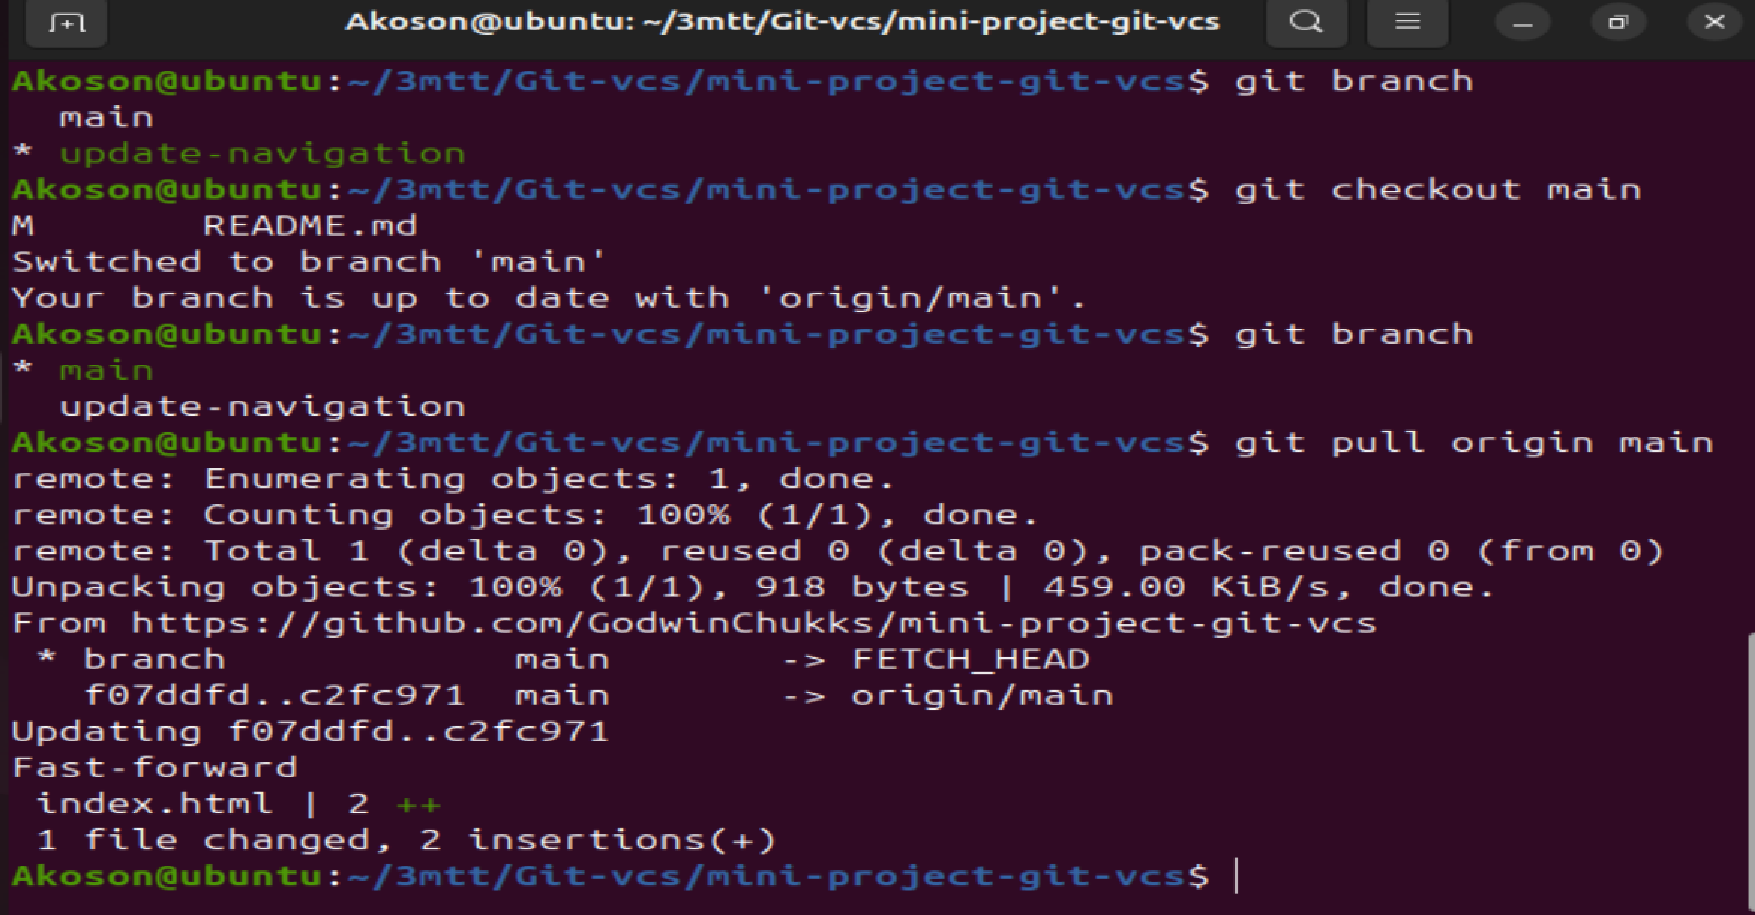 Akoson@ubuntu: ~/3mtt/Git-vcs/mini-project-git-vcs
Akoson@ubuntu:~/3mtt/Git-vcs/mini-project-git-vcs$ git branch
  main
* update-navigation
Akoson@ubuntu:~/3mtt/Git-vcs/mini-project-git-vcs$ git checkout main
M       README.md
Switched to branch 'main'
Your branch is up to date with 'origin/main'.
Akoson@ubuntu:~/3mtt/Git-vcs/mini-project-git-vcs$ git branch
* main
  update-navigation
Akoson@ubuntu:~/3mtt/Git-vcs/mini-project-git-vcs$ git pull origin main
remote: Enumerating objects: 1, done.
remote: Counting objects: 100% (1/1), done.
remote: Total 1 (delta 0), reused 0 (delta 0), pack-reused 0 (from 0)
Unpacking objects: 100% (1/1), 918 bytes | 459.00 KiB/s, done.
From https://github.com/GodwinChukks/mini-project-git-vcs
 * branch            main       -> FETCH_HEAD
   f07ddfd..c2fc971  main       -> origin/main
Updating f07ddfd..c2fc971
Fast-forward
 index.html | 2 ++
 1 file changed, 2 insertions(+)
Akoson@ubuntu:~/3mtt/Git-vcs/mini-project-git-vcs$